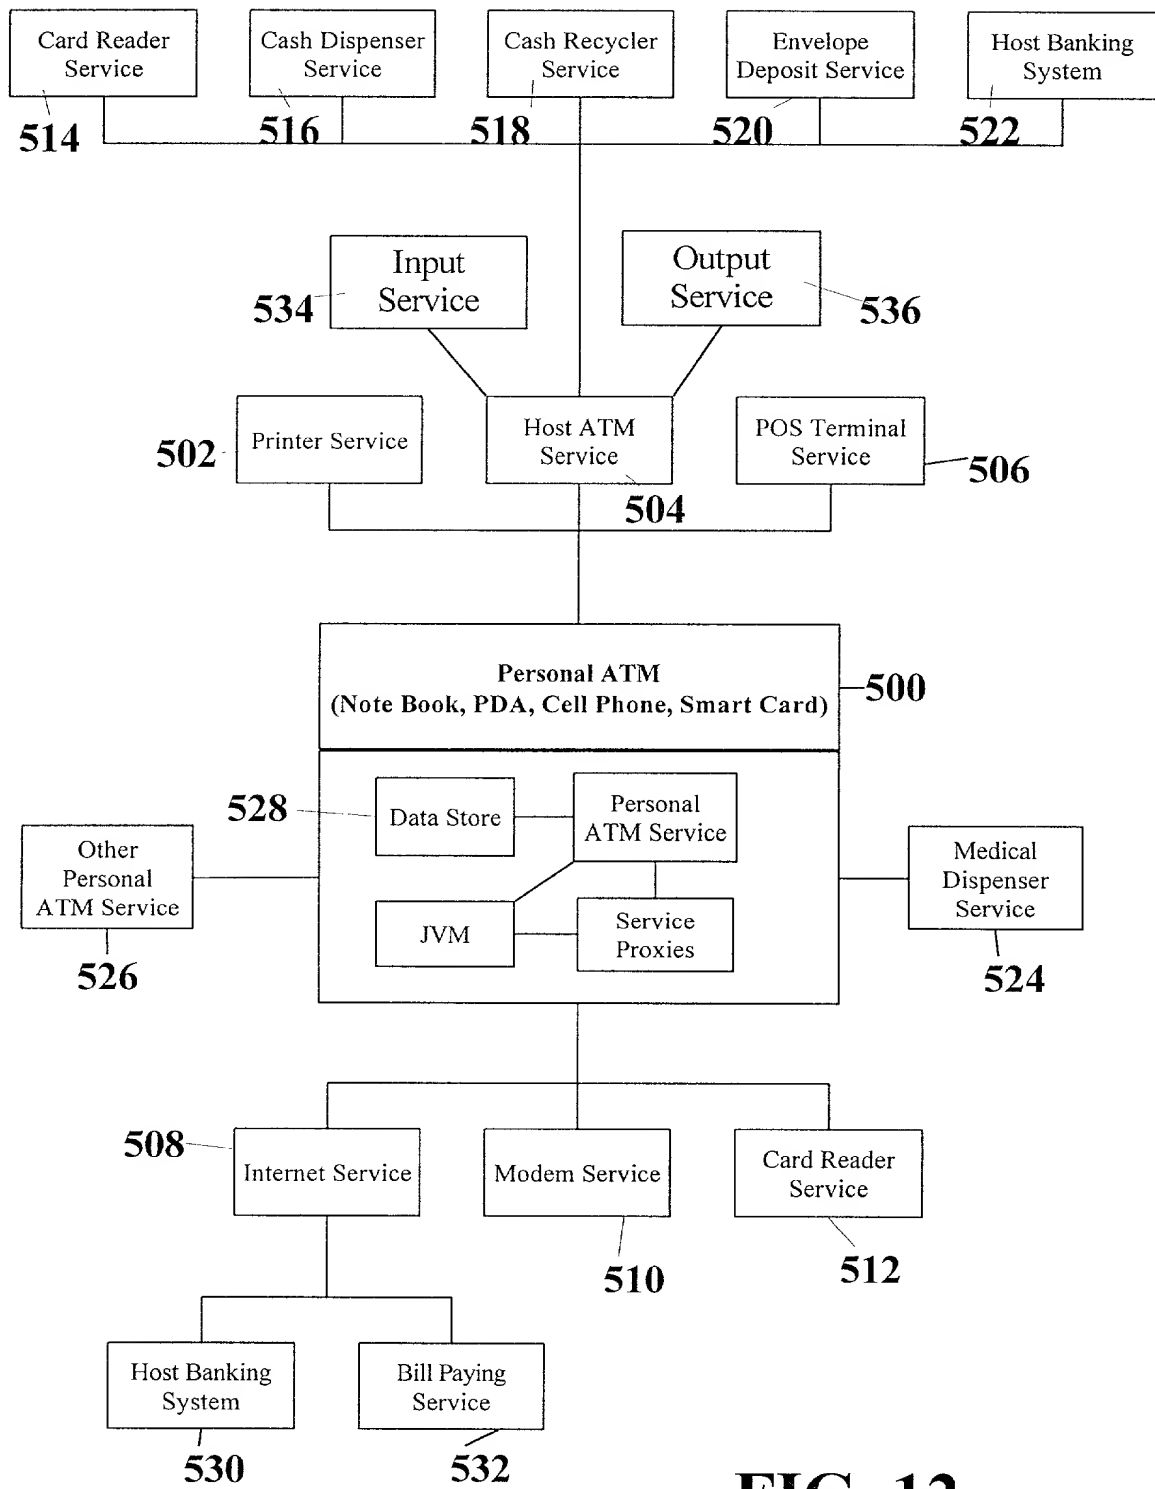 Card Reader
Service
Cash Dispenser
Service
Cash Recycler
Service
Envelope
Deposit Service
Host Banking
System
514
516
518
520
522
Input
Service
534
Output
Service
536
Printer Service
502
Host ATM
Service
504
POS Terminal
Service
506
Personal ATM
(Note Book, PDA, Cell Phone, Smart Card)
500
528
Data Store
Personal
ATM Service
JVM
Service
Proxies
Other
Personal
ATM Service
526
Medical
Dispenser
Service
524
508
Internet Service
Modem Service
510
Card Reader
Service
512
Host Banking
System
530
Bill Paying
Service
532
FIG.